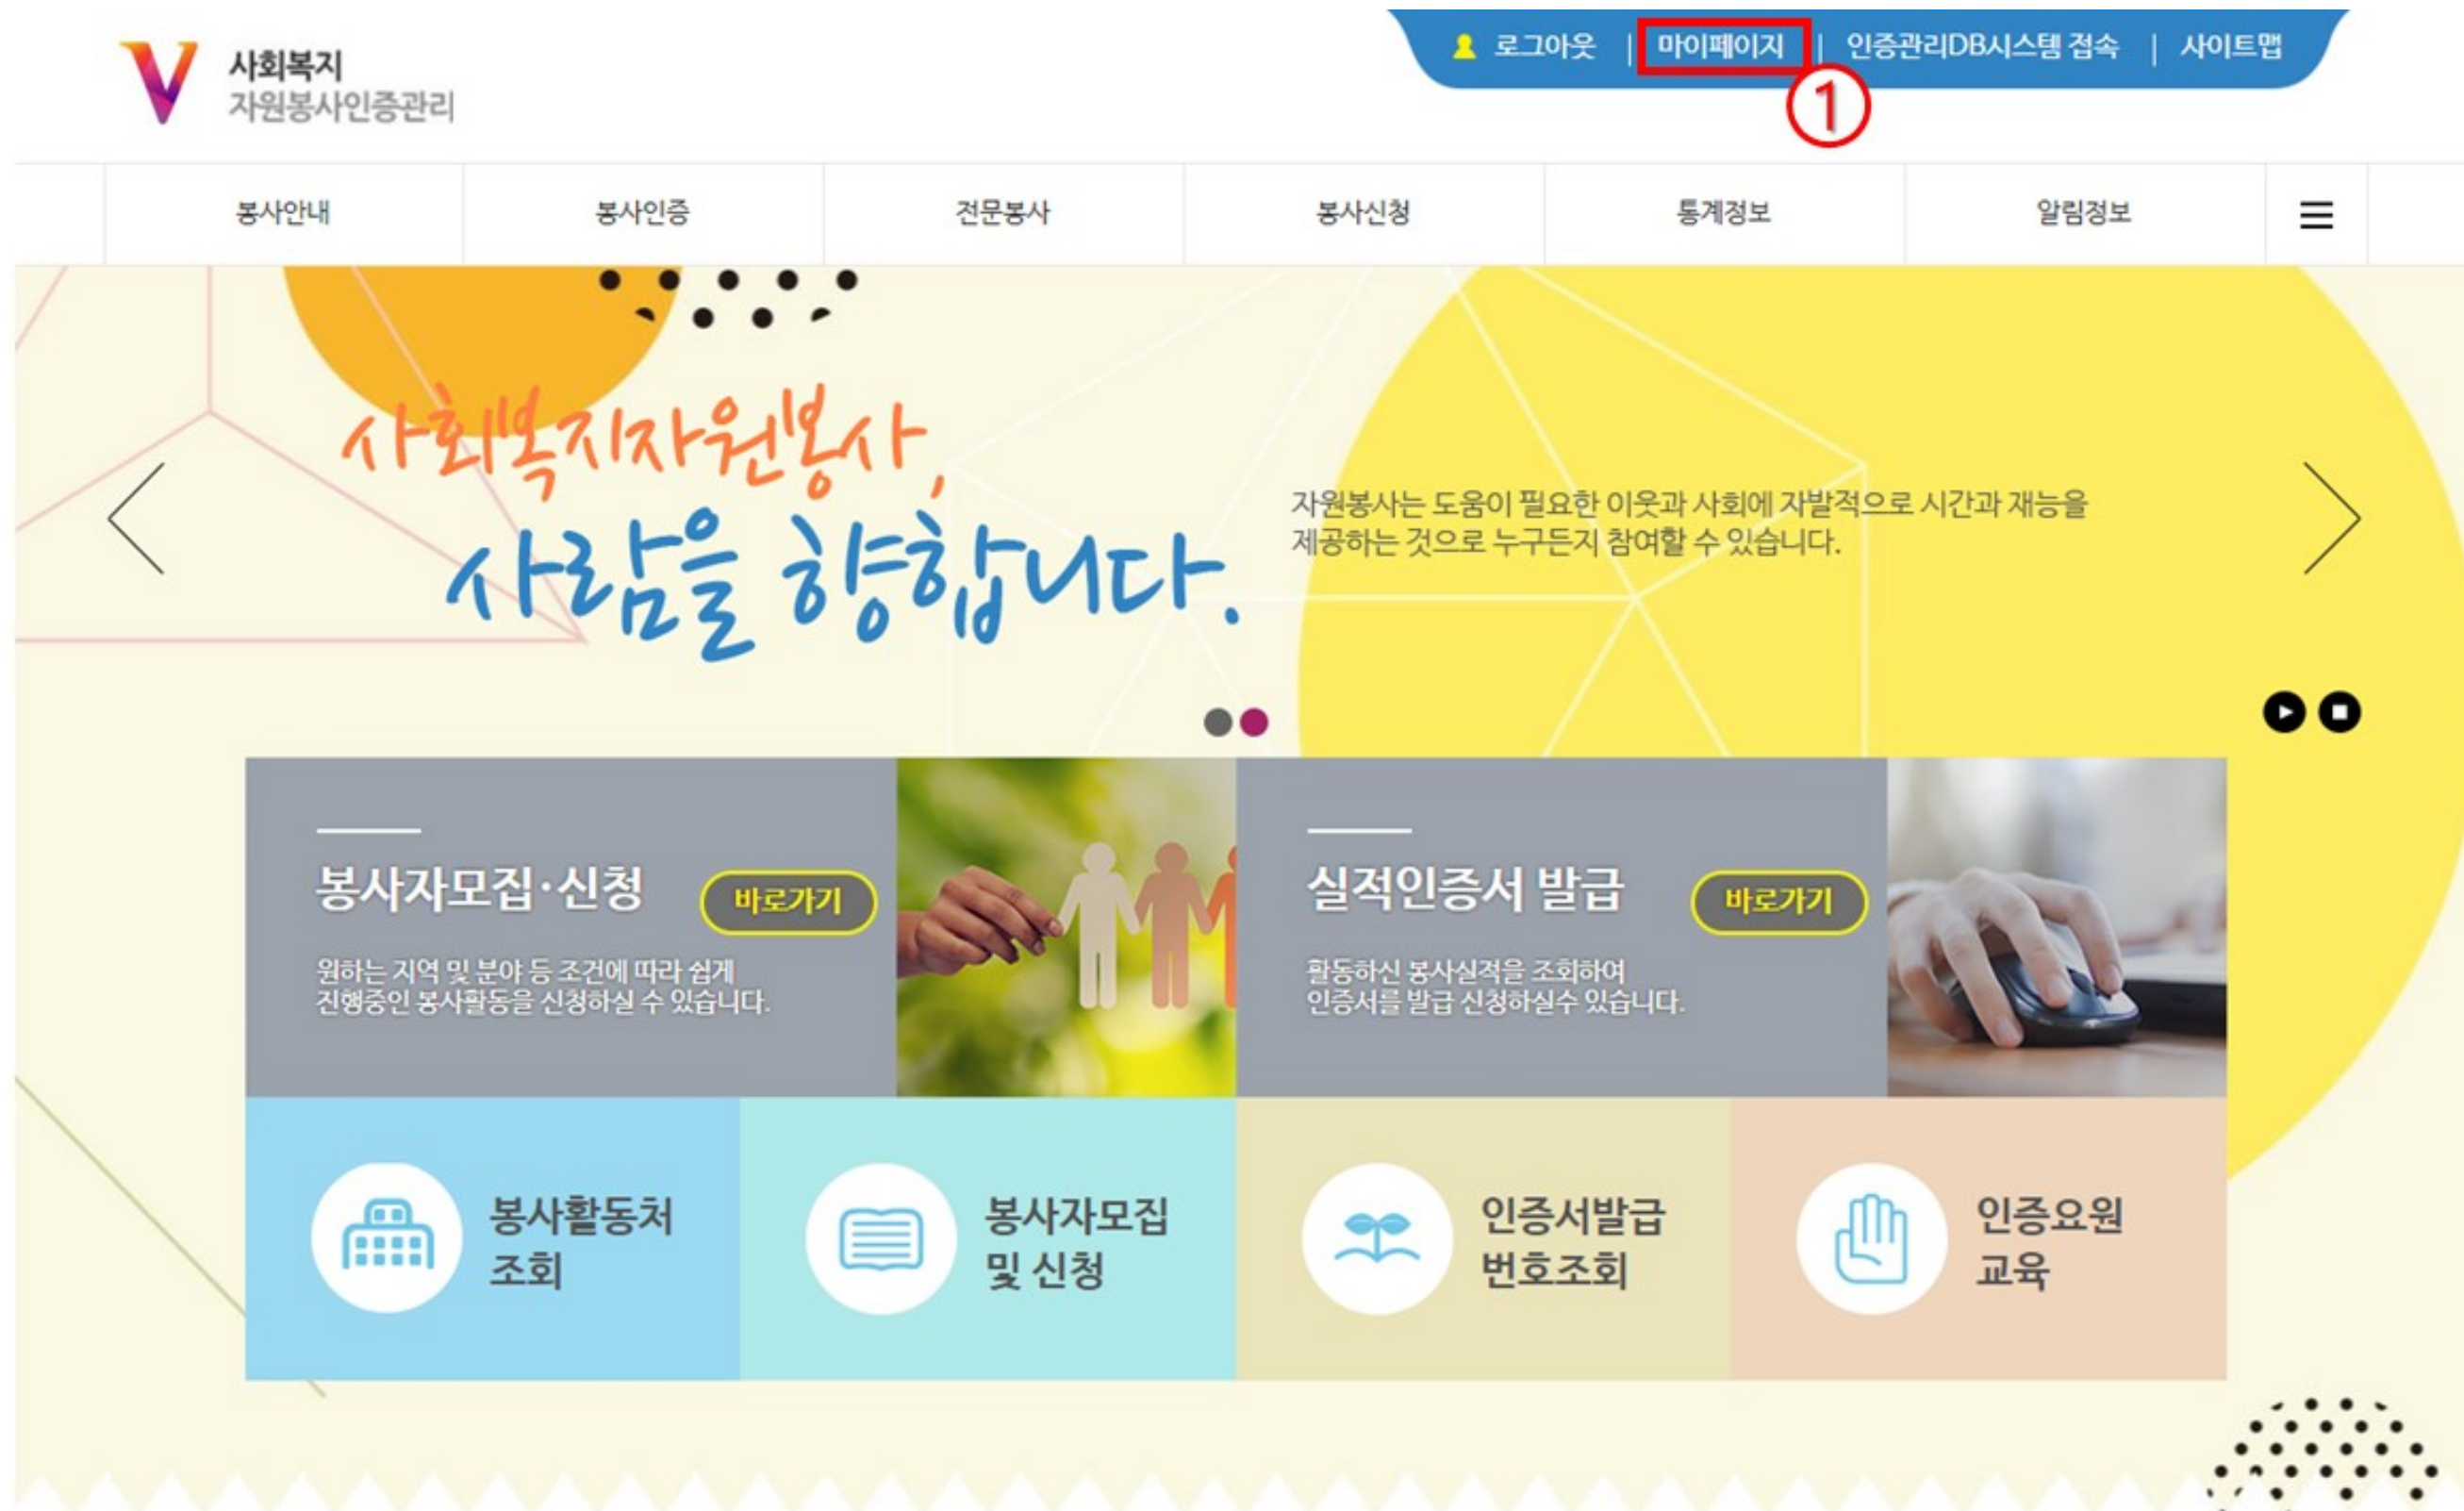 사회복지
자원봉사인증관리
로그아웃 | 마이페이지 | 인증관리DB시스템 접속 | 사이트맵
①
봉사안내 봉사인증 전문봉사 봉사신청 통계정보 알림정보
사회복지자원봉사,
사람을 향합니다.
자원봉사는 도움이 필요한 이웃과 사회에 자발적으로 시간과 재능을
제공하는 것으로 누구든지 참여할 수 있습니다.
봉사자모집·신청 바로가기
원하는 지역 및 분야 등 조건에 따라 쉽게
진행중인 봉사활동을 신청하실 수 있습니다.
실적인증서 발급 바로가기
활동하신 봉사실적을 조회하여
인증서를 발급 신청하실수 있습니다.
봉사활동처
조회
봉사자모집
및 신청
인증서발급
번호조회
인증요원
교육